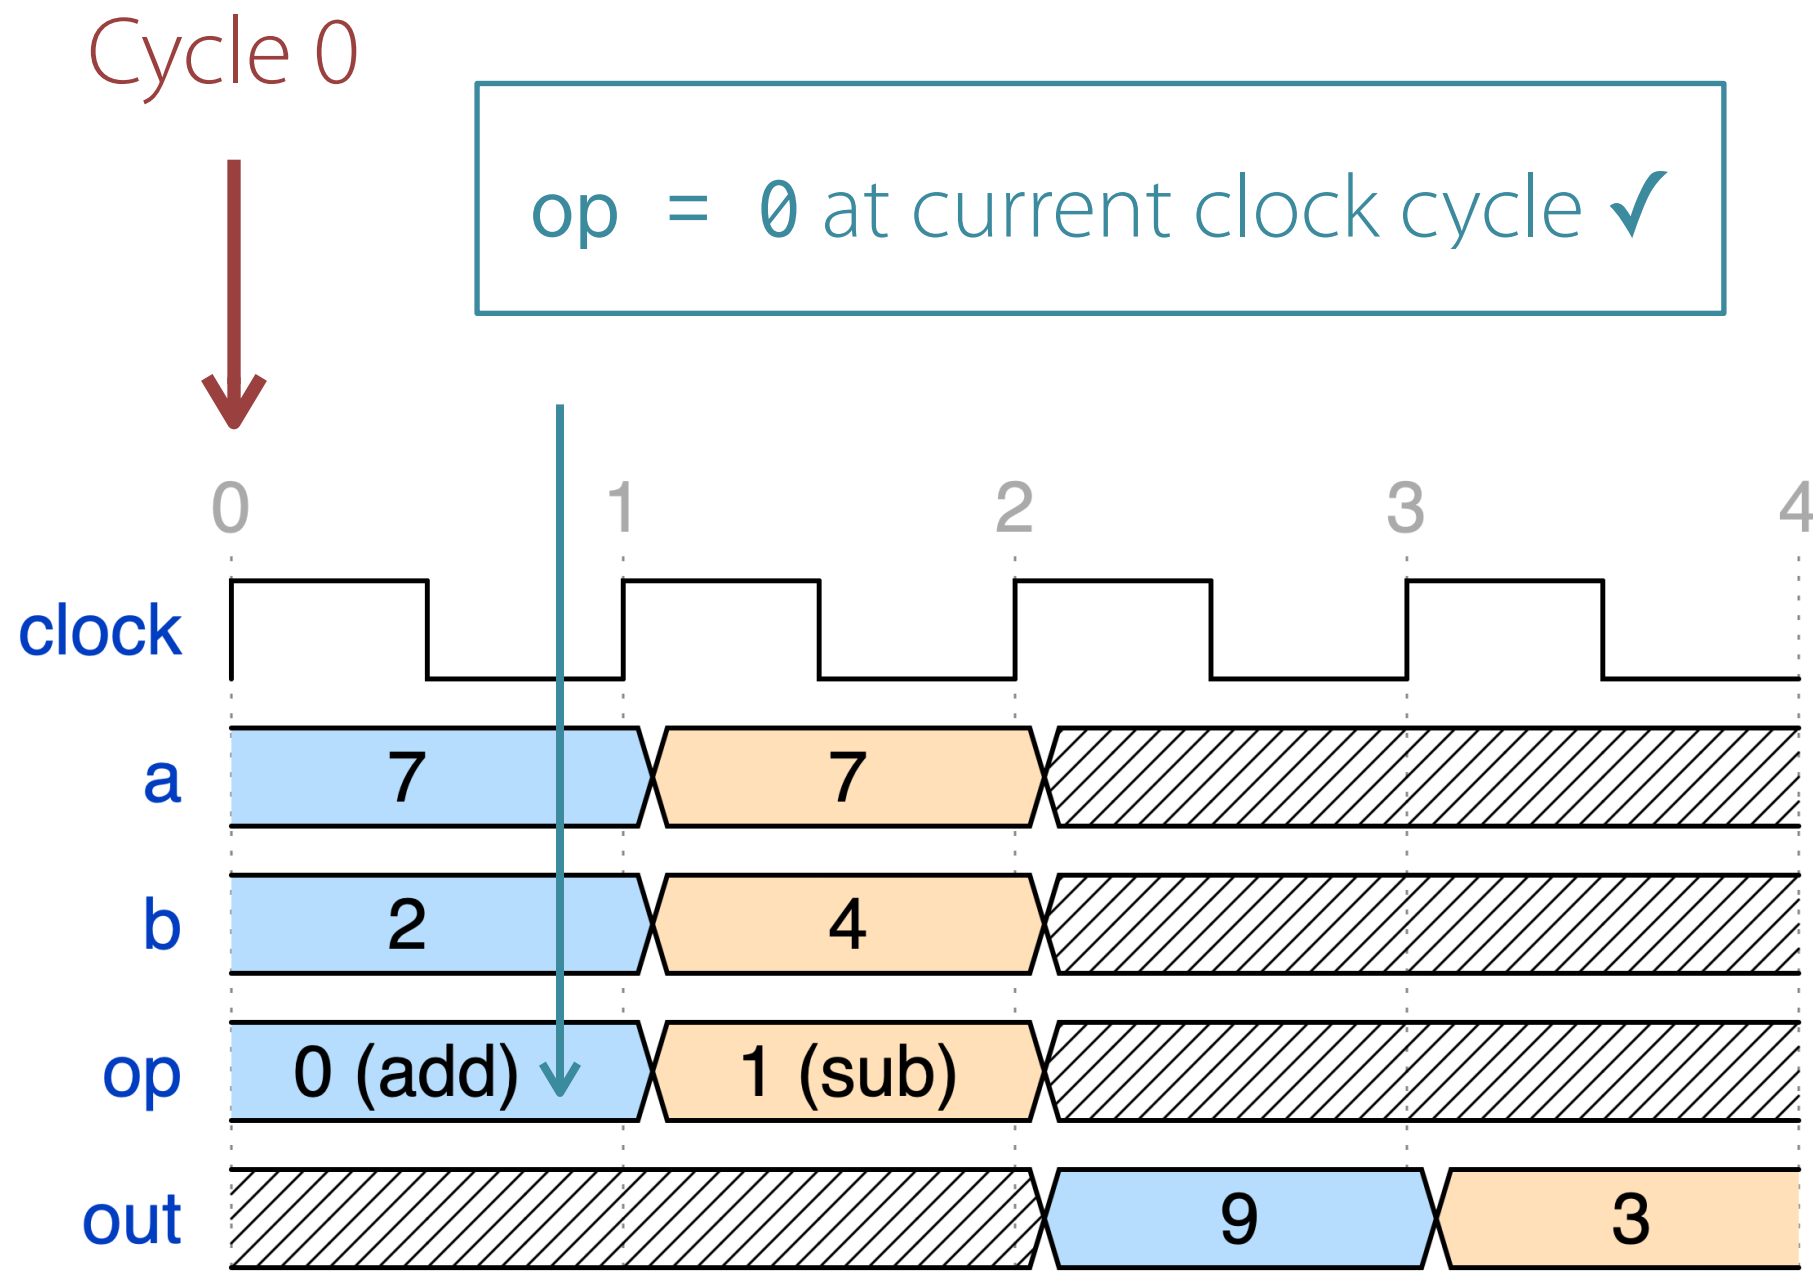 Cycle 0
op = 0 at current clock cycle ✓
0 1 2 3 4
clock
a 7 7
b 2 4
op 0 (add) 1 (sub)
out 9 3